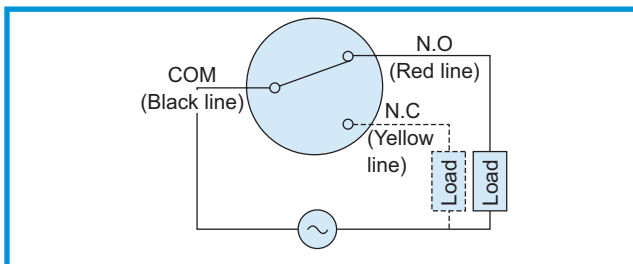 COM
(Black line)
N.O
(Red line)
N.C
(Yellow
line)
Load
Load